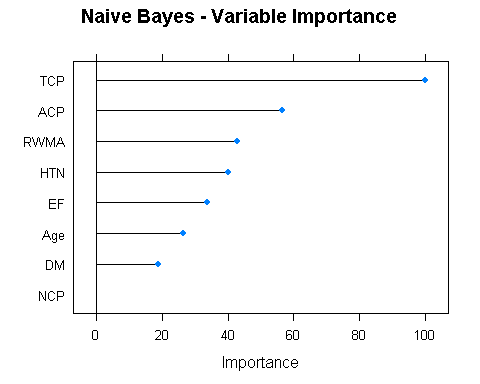 Naive Bayes - Variable Importance
TCP
ACP
RWMA
HTN
EF
Age
DM
NCP
0 20 40 60 80 100
Importance